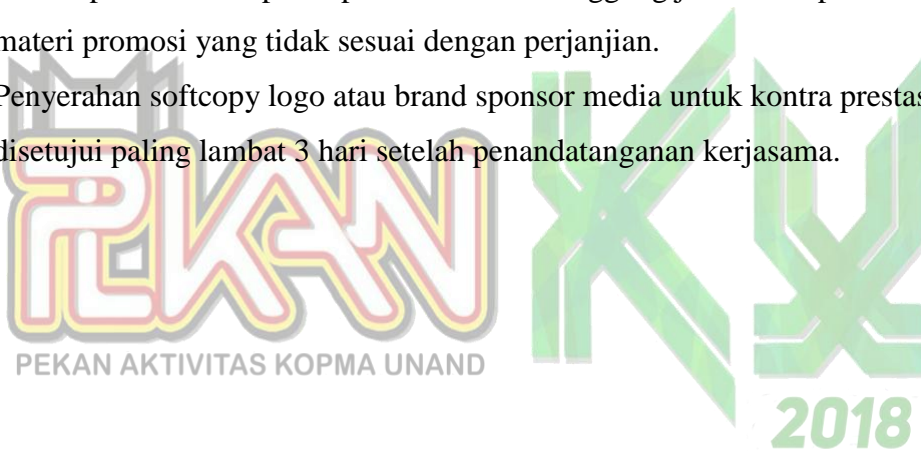 materi promosi yang tidak sesuai dengan perjanjian.
Penyerahan softcopy logo atau brand sponsor media untuk kontra
disetujui paling lambat 3 hari setelah penandatanganan kerjasama.
PEKAN
PEKAN AKTIVITAS KOPMA UNAND
2018